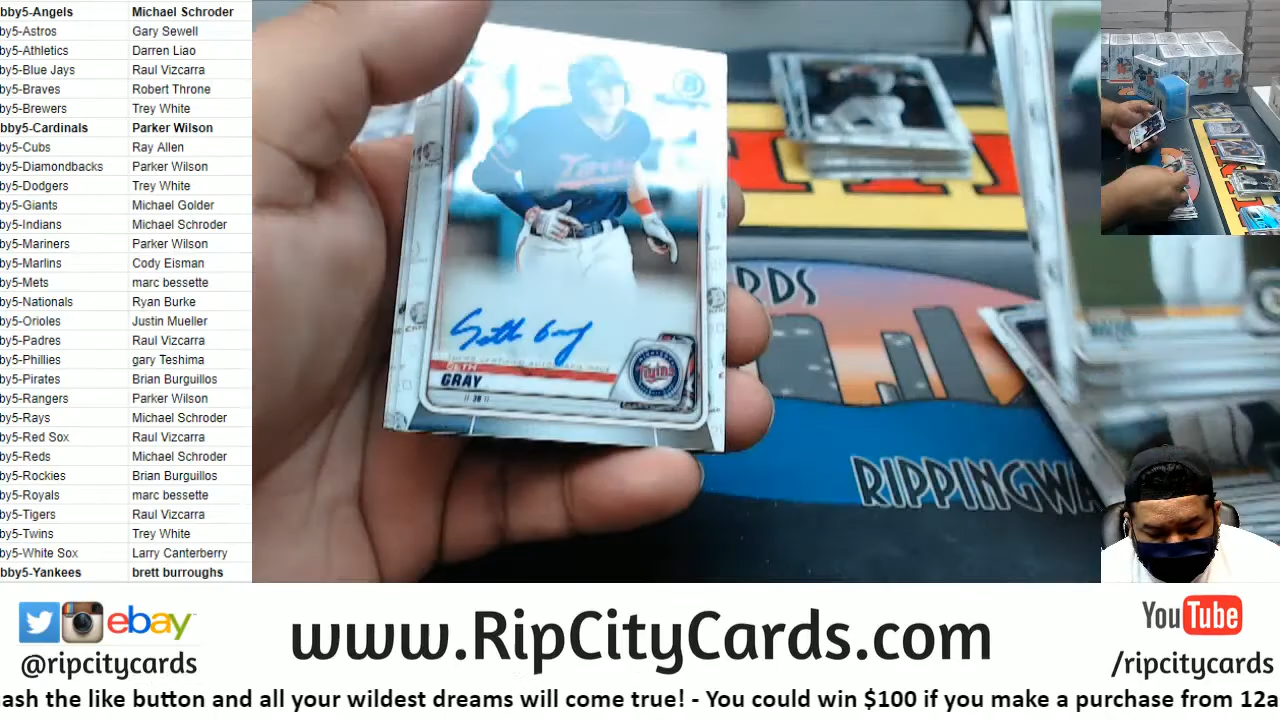 bby5-Angels Michael Schroder
by5-Astros Gary Sewell
by5-Athletics Darren Liao
by5-Blue Jays Raul Vizcarra
by5-Braves Robert Throne
by5-Brewers Trey White
bby5-Cardinals Parker Wilson
by5-Cubs Ray Allen
by5-Diamondbacks Parker Wilson
by5-Dodgers Trey White
by5-Giants Michael Golder
by5-Indians Michael Schroder
by5-Mariners Parker Wilson
by5-Marlins Cody Eisman
by5-Mets marc bessette
by5-Nationals Ryan Burke
by5-Orioles Justin Mueller
by5-Padres Raul Vizcarra
by5-Phillies gary Teshima
by5-Pirates Brian Burguillos
by5-Rangers Parker Wilson
by5-Rays Michael Schroder
by5-Red Sox Raul Vizcarra
by5-Reds Michael Schroder
by5-Rockies Brian Burguillos
by5-Royals marc bessette
by5-Tigers Raul Vizcarra
by5-Twins Trey White
by5-White Sox Larry Canterberry
bby5-Yankees brett burroughs
B
Twins
Seth Gray
SETH
GRAY
3B
Twins
RDS
RIPPINGWA
ebay
@ripcitycards
www.RipCityCards.com
YouTube
/ripcitycards
ash the like button and all your wildest dreams will come true! - You could win $100 if you make a purchase from 12a